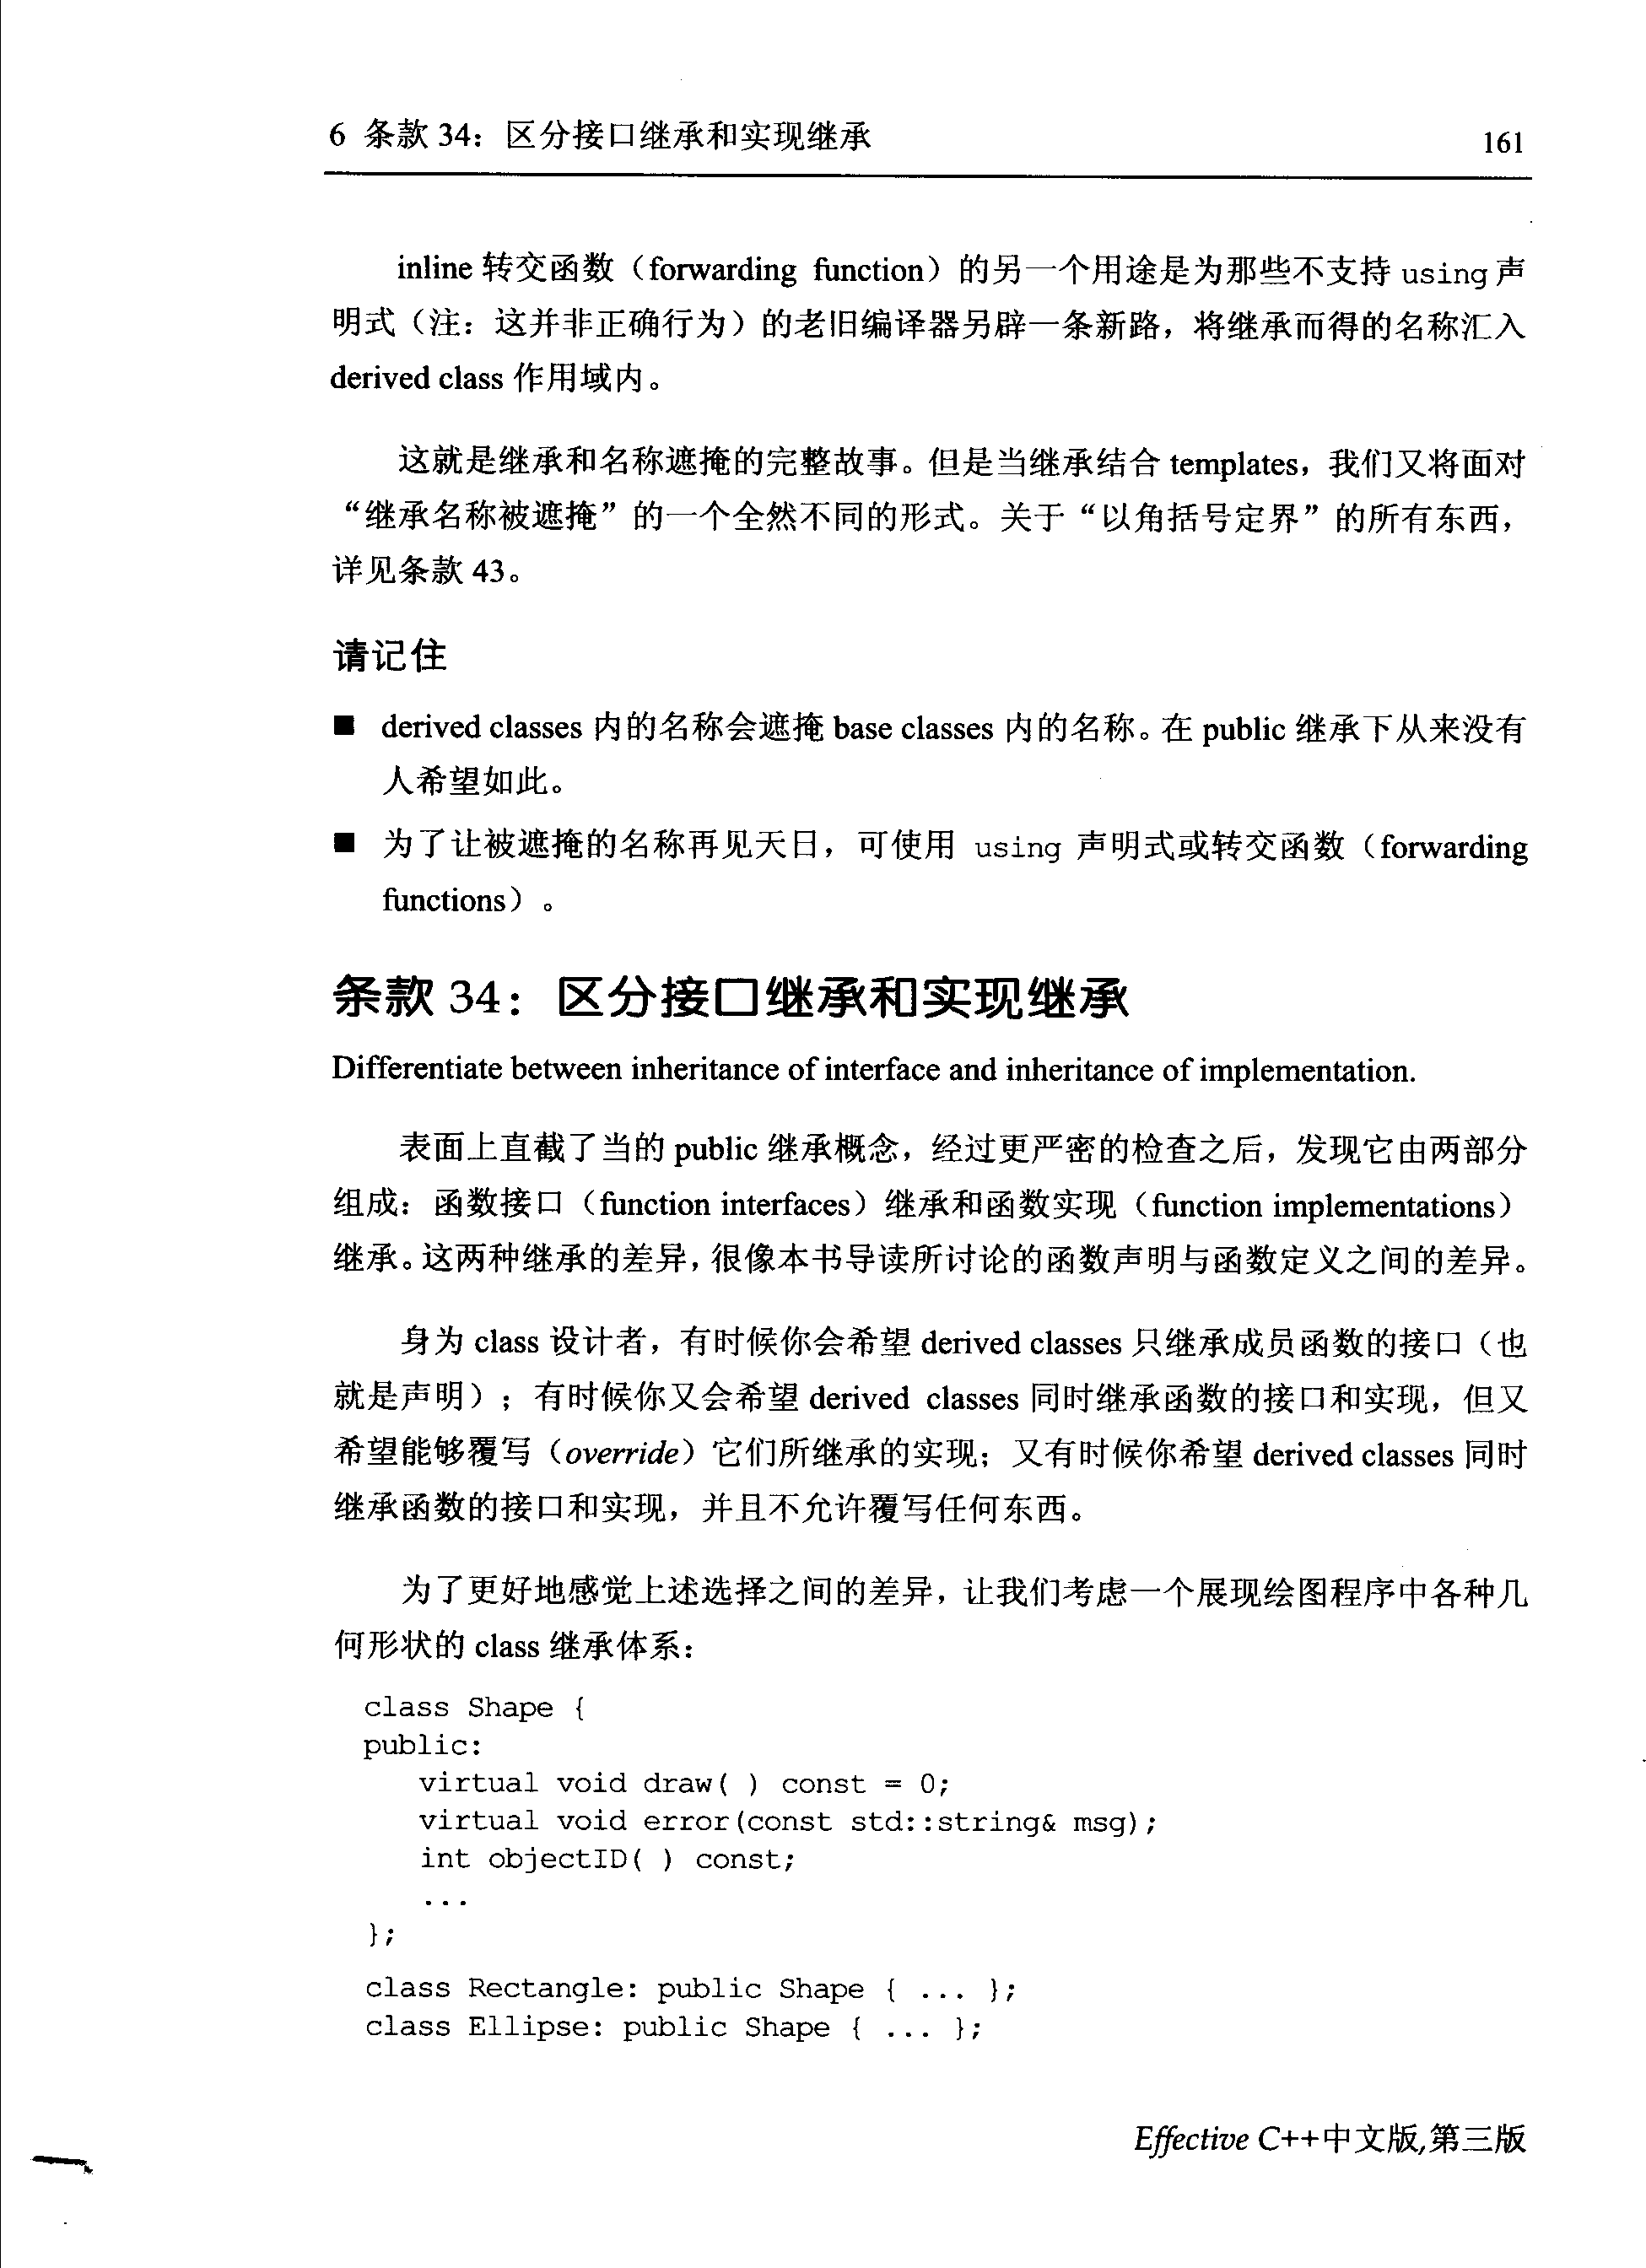 6 条款 34：区分接口继承和实现继承
161
inline 转交函数（forwarding function）的另一个用途是为那些不支持 using 声
明式（注：这并非正确行为）的老旧编译器另辟一条新路，将继承而得的名称汇入
derived class 作用域内。
这就是继承和名称遮掩的完整故事。但是当继承结合 templates，我们又将面对
“继承名称被遮掩”的一个全然不同的形式。关于“以角括号定界”的所有东西，
详见条款 43。
请记住
■ derived classes 内的名称会遮掩 base classes 内的名称。在 public 继承下从来没有
人希望如此。
■ 为了让被遮掩的名称再见天日，可使用 using 声明式或转交函数（forwarding
functions）。
条款 34：区分接口继承和实现继承
Differentiate between inheritance of interface and inheritance of implementation.
表面上直截了当的 public 继承概念，经过更严密的检查之后，发现它由两部分
组成：函数接口（function interfaces）继承和函数实现（function implementations）
继承。这两种继承的差异，很像本书导读所讨论的函数声明与函数定义之间的差异。
身为 class 设计者，有时候你会希望 derived classes 只继承成员函数的接口（也
就是声明）；有时候你又会希望 derived classes 同时继承函数的接口和实现，但又
希望能够覆写（override）它们所继承的实现；又有时候你希望 derived classes 同时
继承函数的接口和实现，并且不允许覆写任何东西。
为了更好地感觉上述选择之间的差异，让我们考虑一个展现绘图程序中各种几
何形状的 class 继承体系：
class Shape {
public:
virtual void draw( ) const = 0;
virtual void error(const std::string& msg);
int objectID( ) const;
...
};
class Rectangle: public Shape { ... };
class Ellipse: public Shape { ... };
Effective C++中文版,第三版